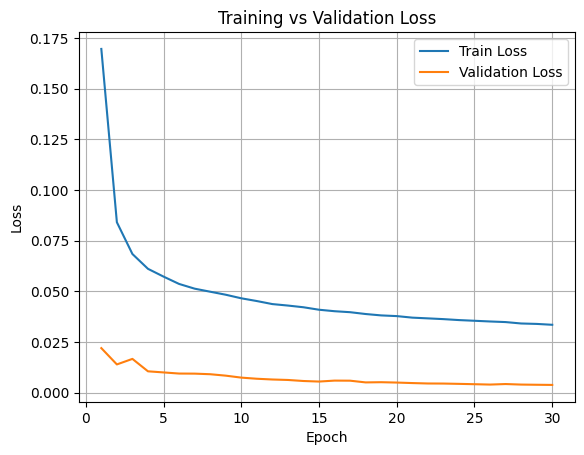 Training vs Validation Loss
Train Loss
Validation Loss
0.175
0.150
0.125
0.100
0.075
0.050
0.025
0.000
Loss
0 5 10 15 20 25 30
Epoch